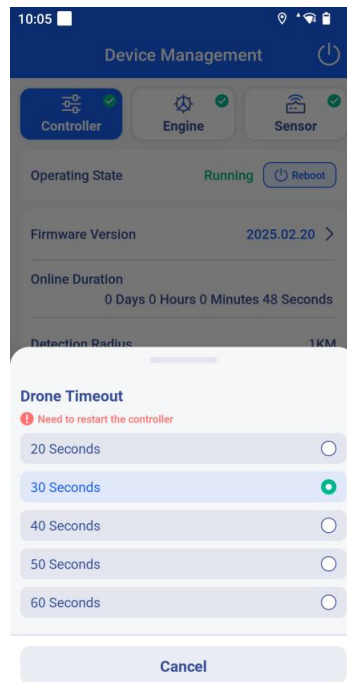 10:05
Device Management
Controller
Engine
Sensor
Operating State
Running
Reboot
Firmware Version
2025.02.20
Online Duration
0 Days 0 Hours 0 Minutes 48 Seconds
Detection Radius
1KM
Drone Timeout
Need to restart the controller
20 Seconds
30 Seconds
40 Seconds
50 Seconds
60 Seconds
Cancel